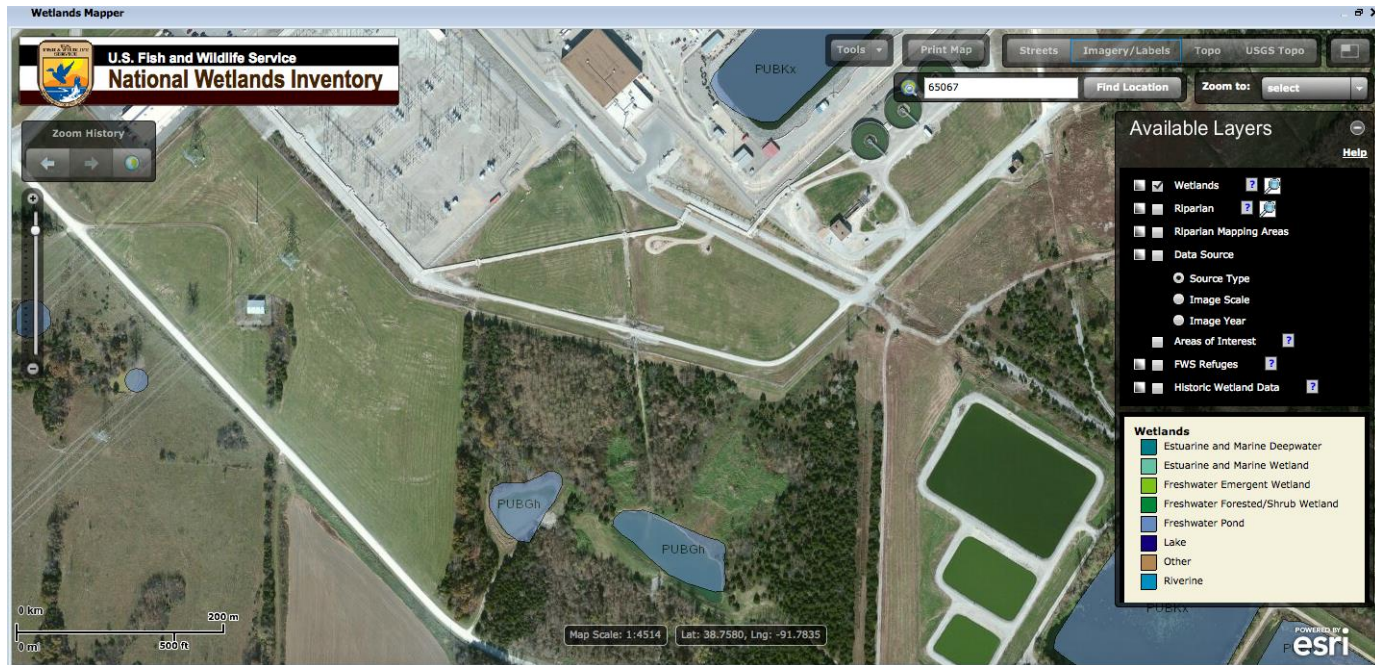 Wetlands Mapper
U.S. Fish and Wildlife Service
National Wetlands Inventory
Tools
Print Map
Streets
Imagery/Labels
Topo
USGS Topo
65067
Find Location
Zoom to:
select
Zoom History
Available Layers
Help
Wetlands ?
Riparian ?
Riparian Mapping Areas
Data Source
Source Type
Image Scale
Image Year
Areas of Interest ?
FWS Refuges ?
Historic Wetland Data ?
Wetlands
Estuarine and Marine Deepwater
Estuarine and Marine Wetland
Freshwater Emergent Wetland
Freshwater Forested/Shrub Wetland
Freshwater Pond
Lake
Other
Riverine
PUBKx
PUBGh
PUBGh
PUBKx
0 km
200 m
0 mi
500 ft
Map Scale: 1:4514
Lat: 38.7580, Lng: -91.7835
POWERED BY
esri